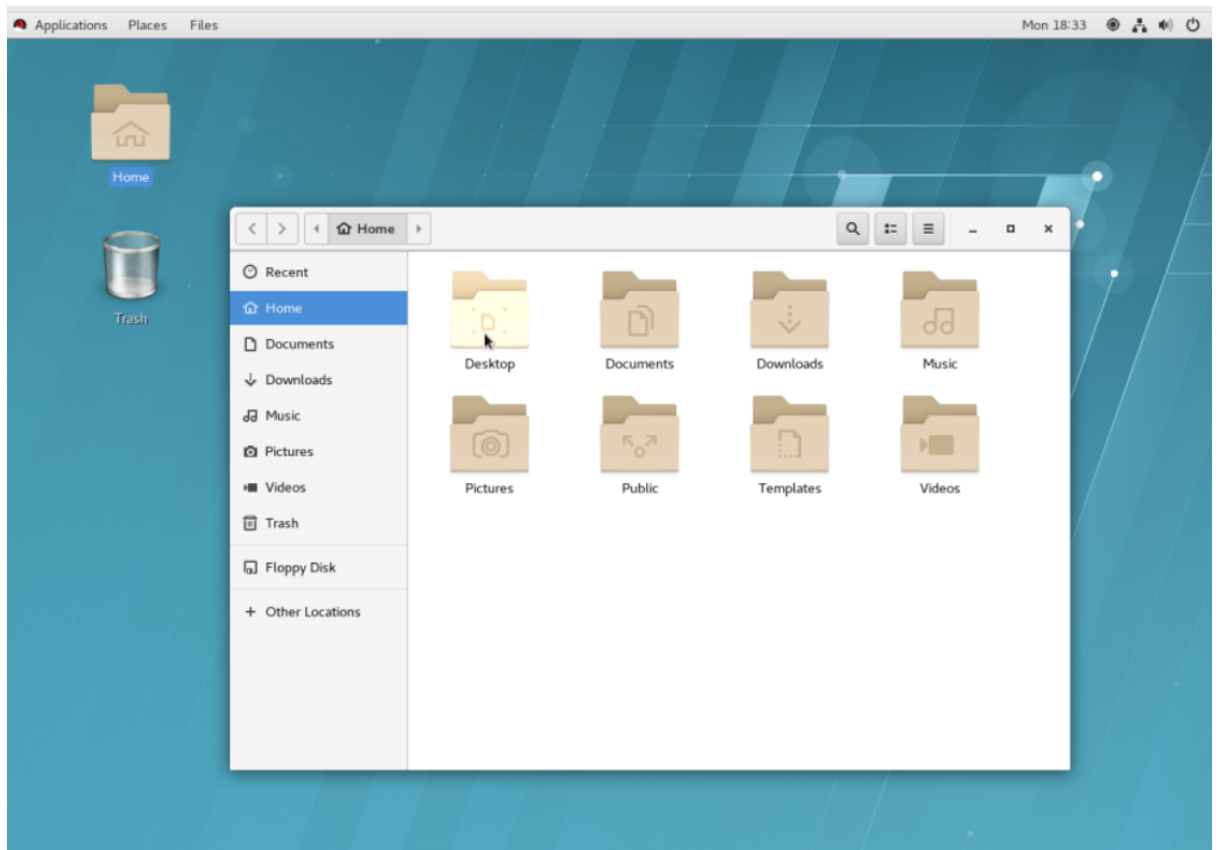 Applications Places Files Mon 18:33
Home
Trash
Home
Recent
Home
Documents
Downloads
Music
Pictures
Videos
Trash
Floppy Disk
+ Other Locations
Desktop Documents Downloads Music
Pictures Public Templates Videos